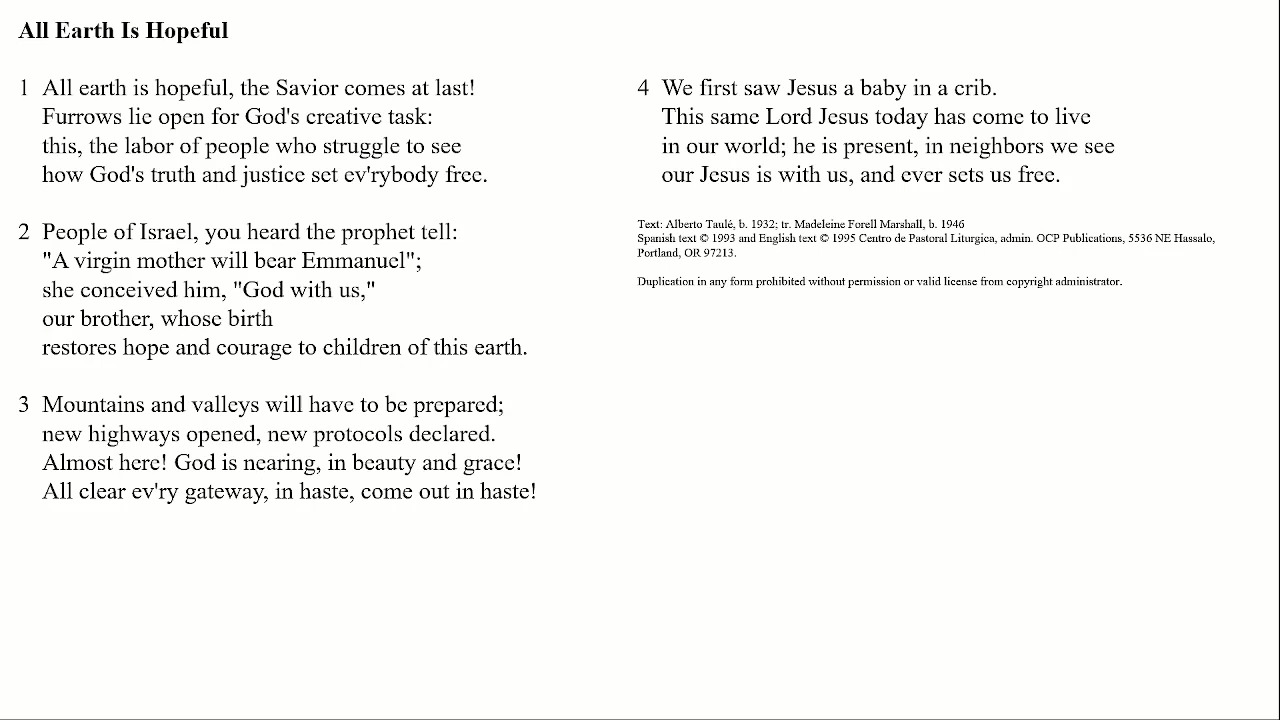 All Earth Is Hopeful
1 All earth is hopeful, the Savior comes at last!
Furrows lie open for God's creative task:
this, the labor of people who struggle to see
how God's truth and justice set ev'rybody free.
2 People of Israel, you heard the prophet tell:
"A virgin mother will bear Emmanuel";
she conceived him, "God with us,"
our brother, whose birth
restores hope and courage to children of this earth.
3 Mountains and valleys will have to be prepared;
new highways opened, new protocols declared.
Almost here! God is nearing, in beauty and grace!
All clear ev'ry gateway, in haste, come out in haste!
4 We first saw Jesus a baby in a crib.
This same Lord Jesus today has come to live
in our world; he is present, in neighbors we see
our Jesus is with us, and ever sets us free.
Text: Alberto Taulé, b. 1932; tr. Madeleine Forell Marshall, b. 1946
Spanish text © 1993 and English text © 1995 Centro de Pastoral Liturgica, admin. OCP Publications, 5536 NE Hassalo,
Portland, OR 97213.
Duplication in any form prohibited without permission or valid license from copyright administrator.